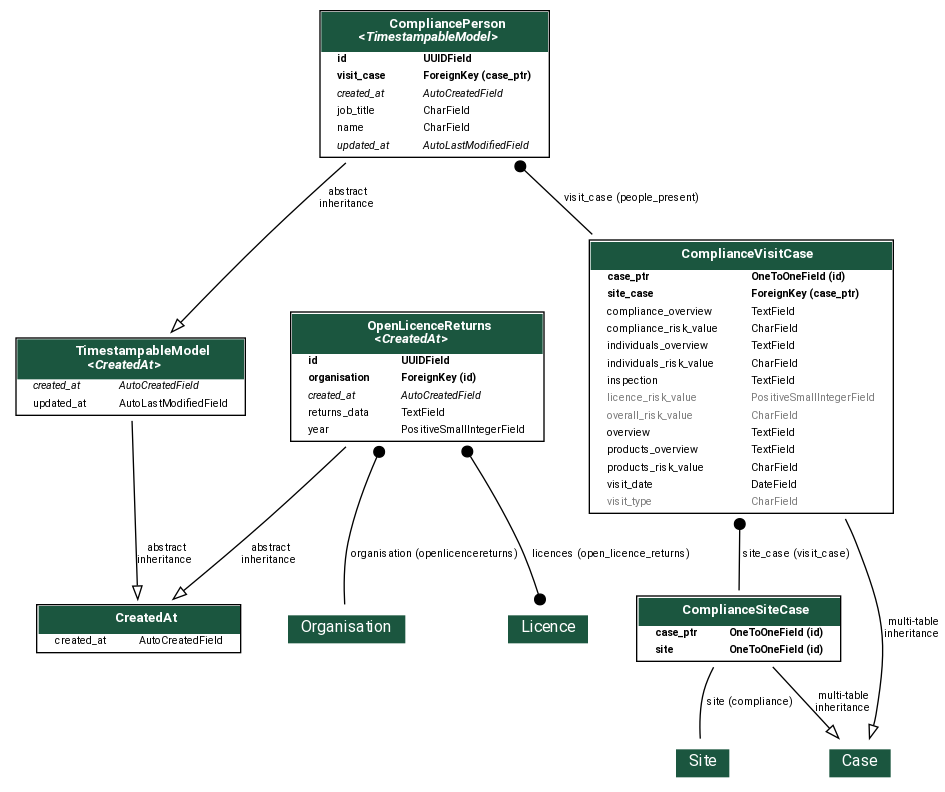 CompliancePerson
<TimestampableModel>
id UUIDField
visit_case ForeignKey (case_ptr)
created_at AutoCreatedField
job_title CharField
name CharField
updated_at AutoLastModifiedField
abstract
inheritance
visit_case (people_present)
ComplianceVisitCase
case_ptr OneToOneField (id)
site_case ForeignKey (case_ptr)
compliance_overview TextField
compliance_risk_value CharField
individuals_overview TextField
individuals_risk_value CharField
inspection TextField
licence_risk_value PositiveSmallIntegerField
overall_risk_value CharField
overview TextField
products_overview TextField
products_risk_value CharField
visit_date DateField
visit_type CharField
OpenLicenceReturns
<CreatedAt>
id UUIDField
organisation ForeignKey (id)
created_at AutoCreatedField
returns_data TextField
year PositiveSmallIntegerField
TimestampableModel
<CreatedAt>
created_at AutoCreatedField
updated_at AutoLastModifiedField
abstract
inheritance
abstract
inheritance
organisation (openlicencereturns)
licences (open_licence_returns)
site_case (visit_case)
CreatedAt
created_at AutoCreatedField
Organisation
Licence
ComplianceSiteCase
case_ptr OneToOneField (id)
site OneToOneField (id)
multi-table
inheritance
site (compliance)
multi-table
inheritance
Site
Case